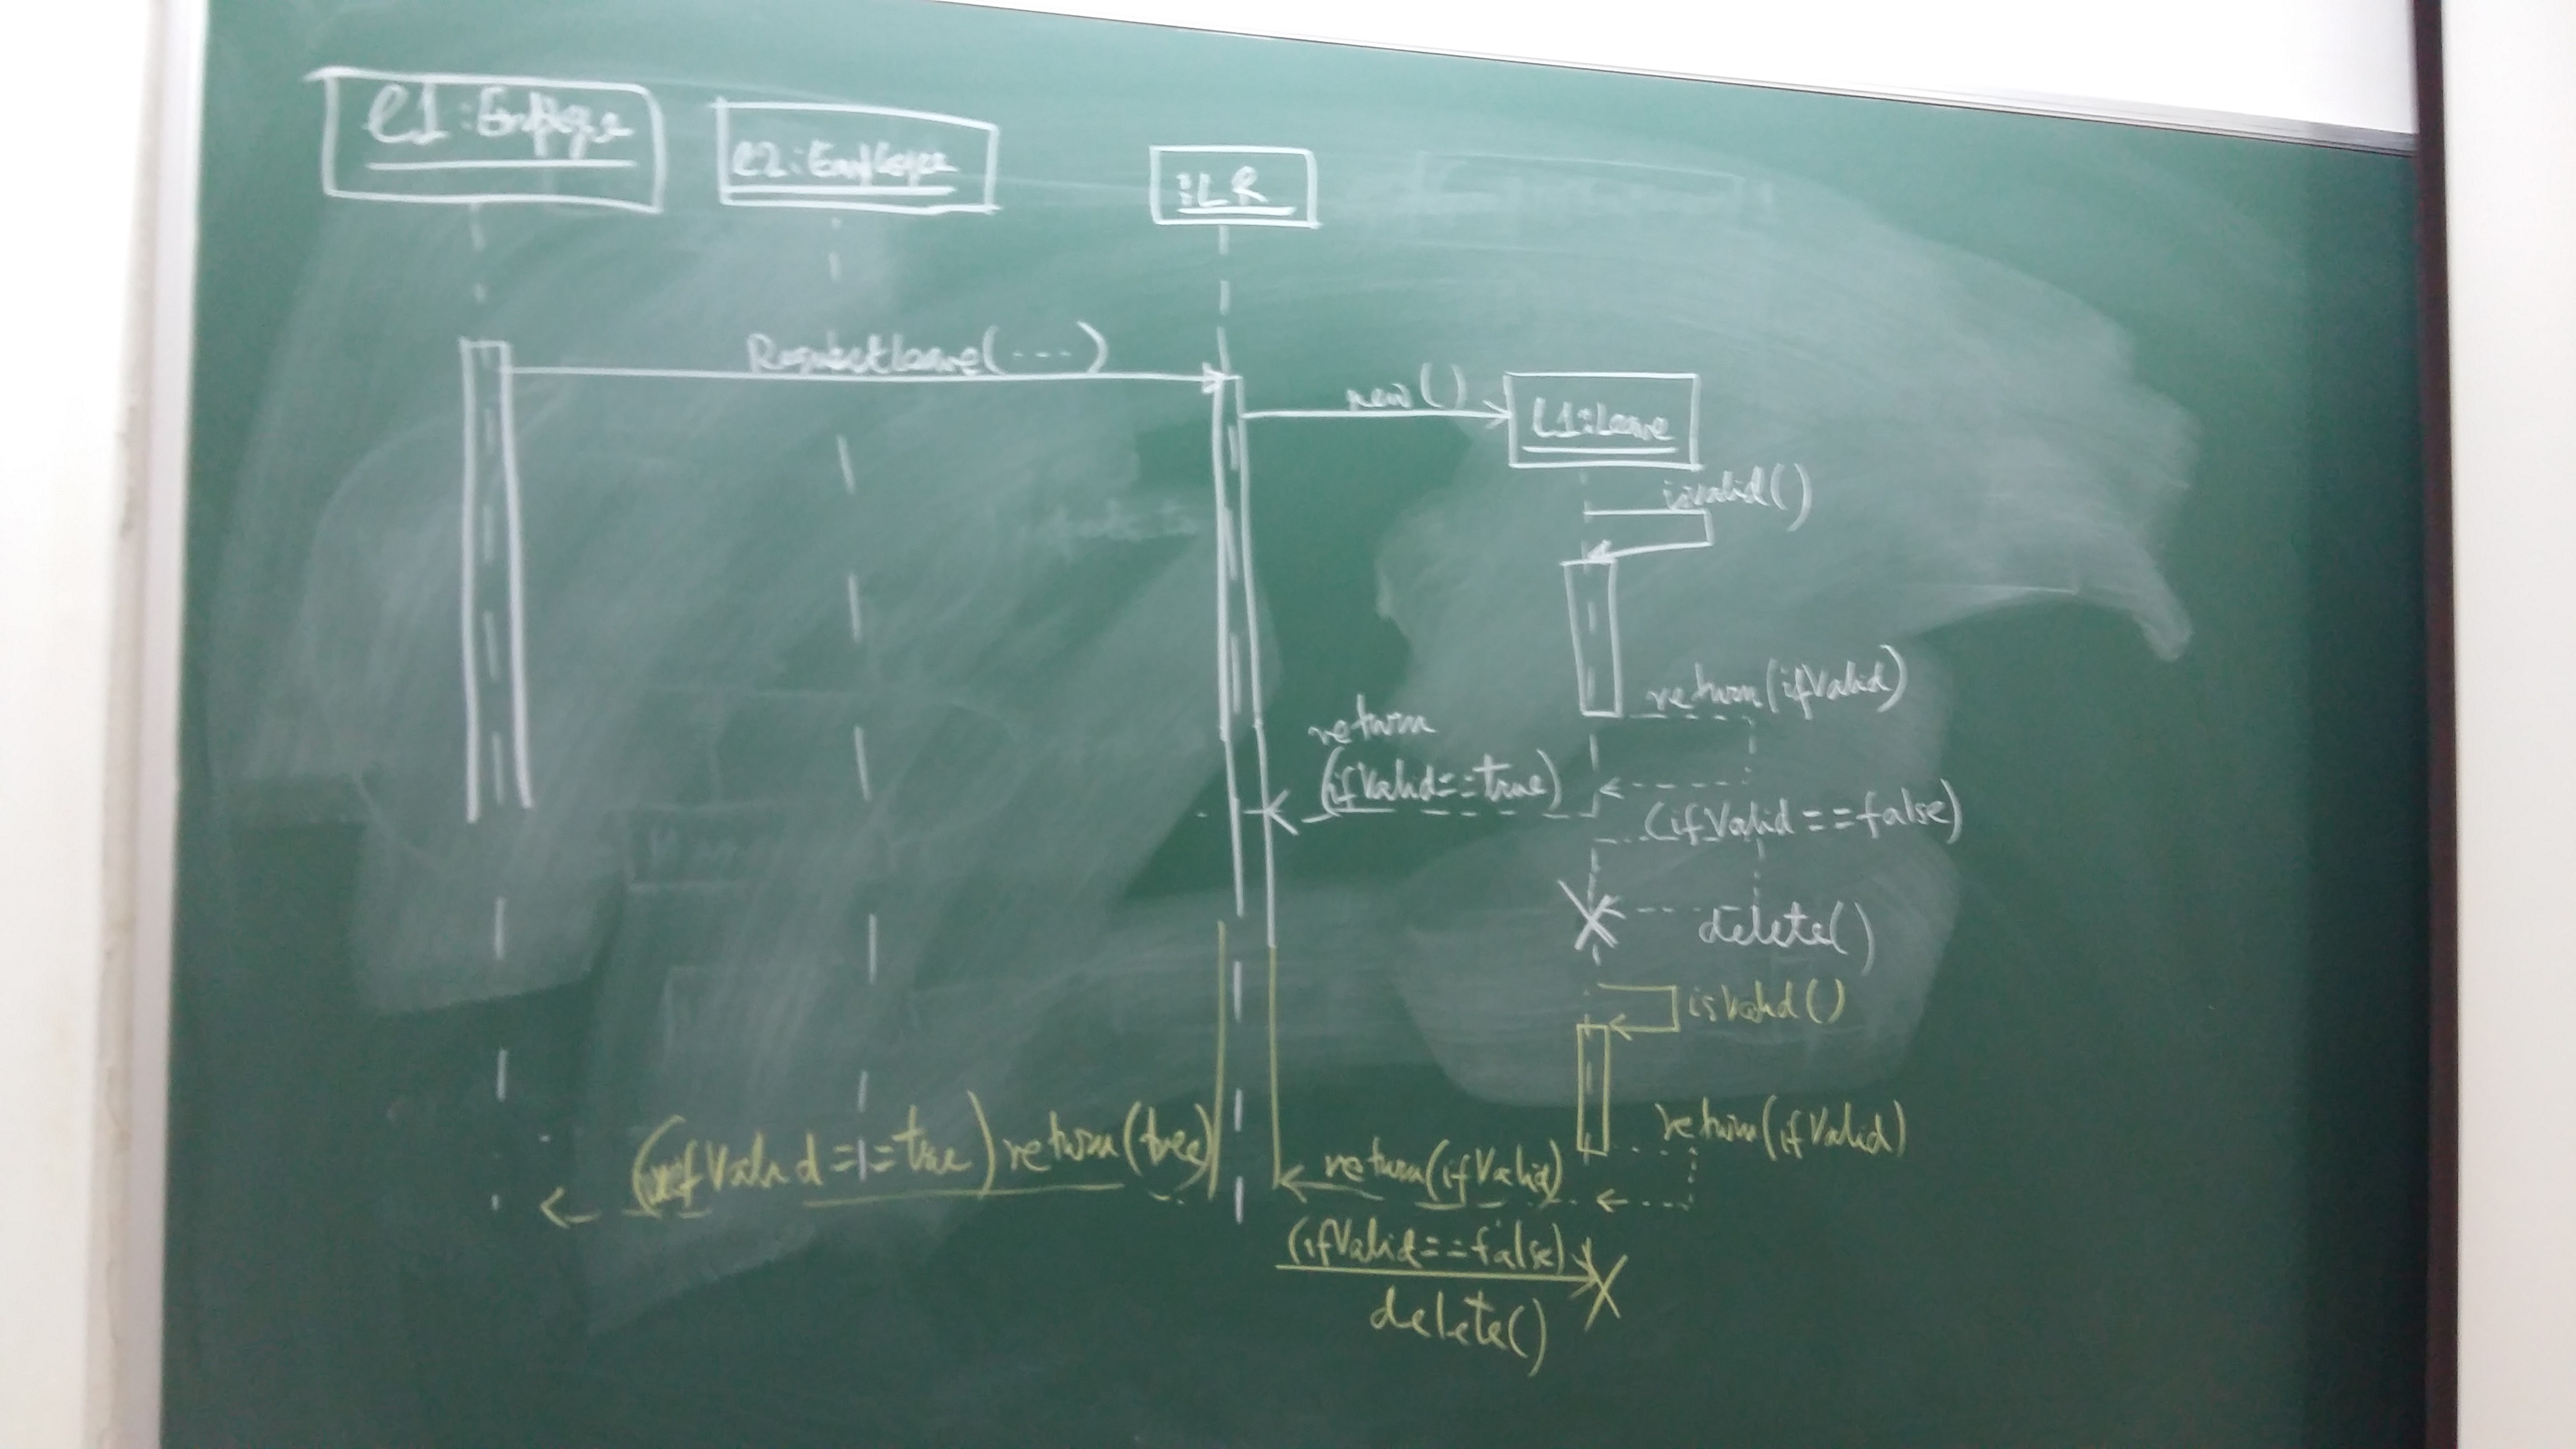 e1:Employee
e2:Employee
:LR
RequestLeave(....)
new()
l1:Leave
isvalid()
return(ifValid)
return
(ifValid==true)
(ifValid==false)
delete()
isValid()
return(ifValid)
(ifValid==true) return(true)
return(ifValid)
(ifValid==false)
delete()